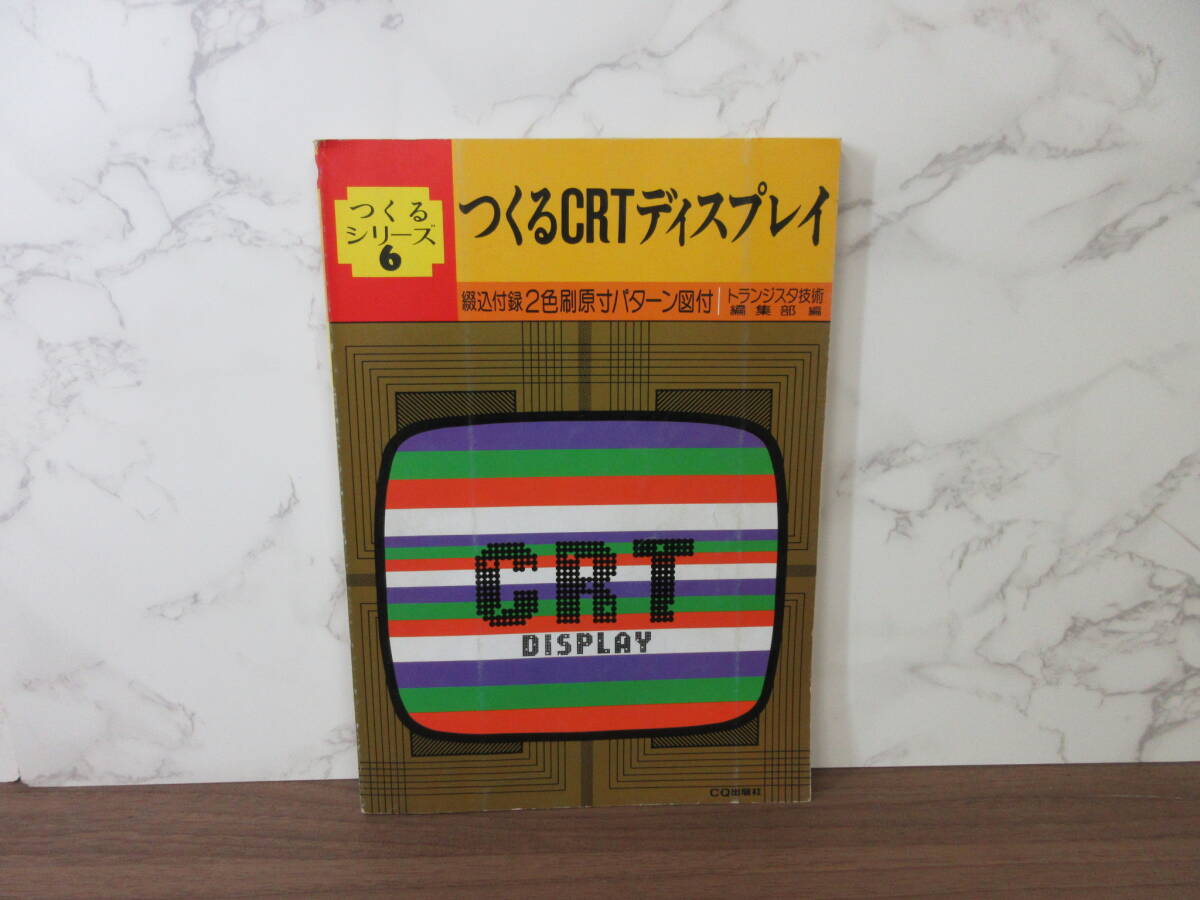 つくる
シリーズ
6
つくるCRTディスプレイ
綴込付録2色刷原寸パターン図付
トランジスタ技術
編集部 編
CRT
DISPLAY
CQ出版社